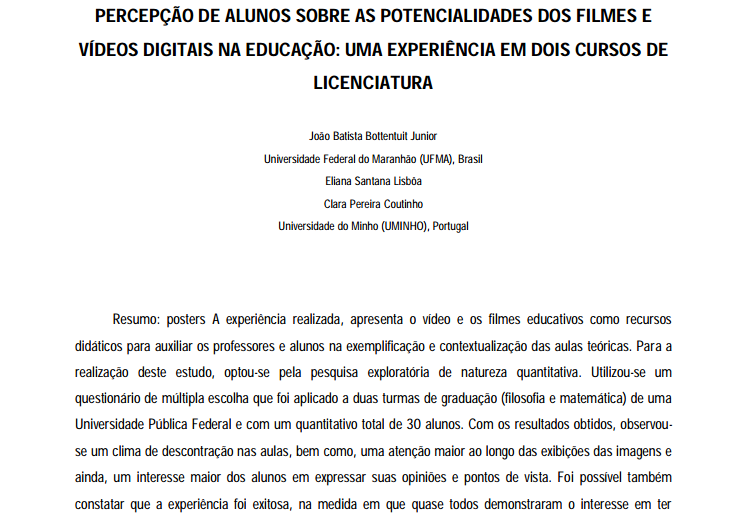 PERCEPÇÃO DE ALUNOS SOBRE AS POTENCIALIDADES DOS FILMES E
VÍDEOS DIGITAIS NA EDUCAÇÃO: UMA EXPERIÊNCIA EM DOIS CURSOS DE
LICENCIATURA
João Batista Bottentuit Junior
Universidade Federal do Maranhão (UFMA), Brasil
Eliana Santana Lisbôa
Clara Pereira Coutinho
Universidade do Minho (UMINHO), Portugal
Resumo: posters A experiência realizada, apresenta o vídeo e os filmes educativos como recursos
didáticos para auxiliar os professores e alunos na exemplificação e contextualização das aulas teóricas. Para a
realização deste estudo, optou-se pela pesquisa exploratória de natureza quantitativa. Utilizou-se um
questionário de múltipla escolha que foi aplicado a duas turmas de graduação (filosofia e matemática) de uma
Universidade Pública Federal e com um quantitativo total de 30 alunos. Com os resultados obtidos, observou-
se um clima de descontração nas aulas, bem como, uma atenção maior ao longo das exibições das imagens e
ainda, um interesse maior dos alunos em expressar suas opiniões e pontos de vista. Foi possível também
constatar que a experiência foi exitosa, na medida em que quase todos demonstraram o interesse em ter